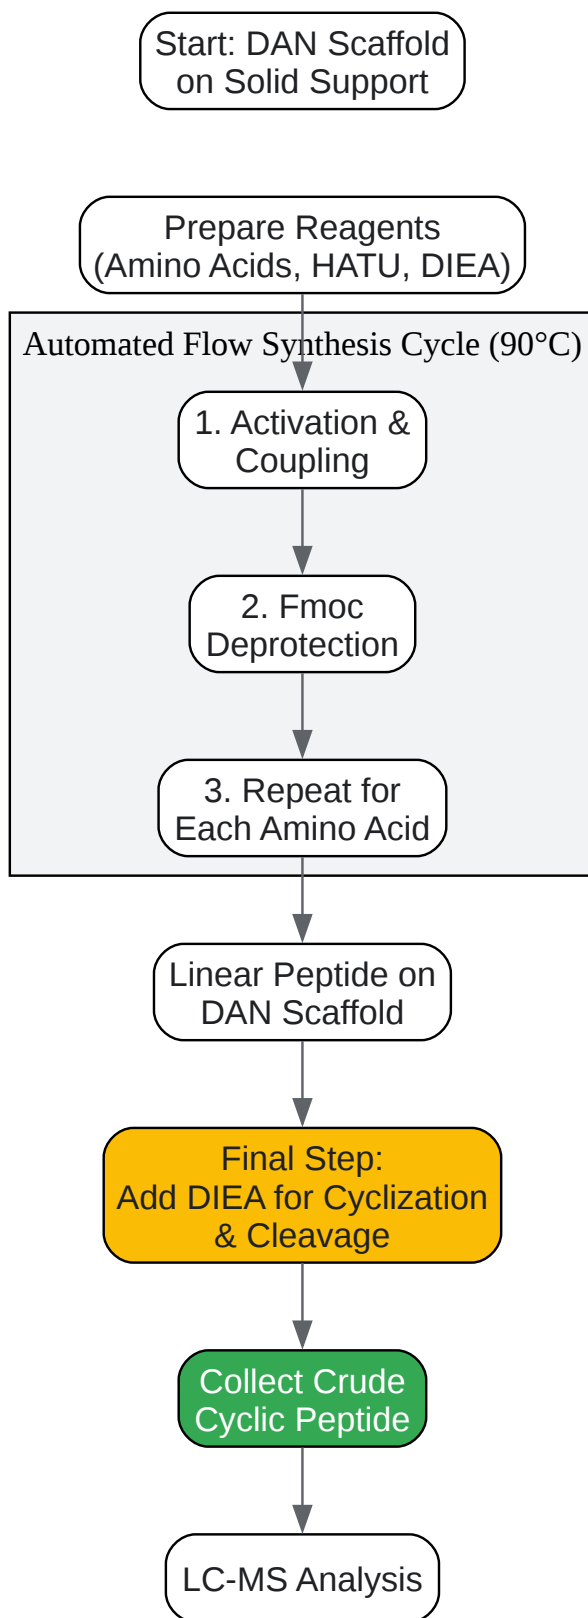 Start: DAN Scaffold
on Solid Support
Prepare Reagents
(Amino Acids, HATU, DIEA)
Automated Flow Synthesis Cycle (90°C)
1. Activation &
Coupling
2. Fmoc
Deprotection
3. Repeat for
Each Amino Acid
Linear Peptide on
DAN Scaffold
Final Step:
Add DIEA for Cyclization
& Cleavage
Collect Crude
Cyclic Peptide
LC-MS Analysis